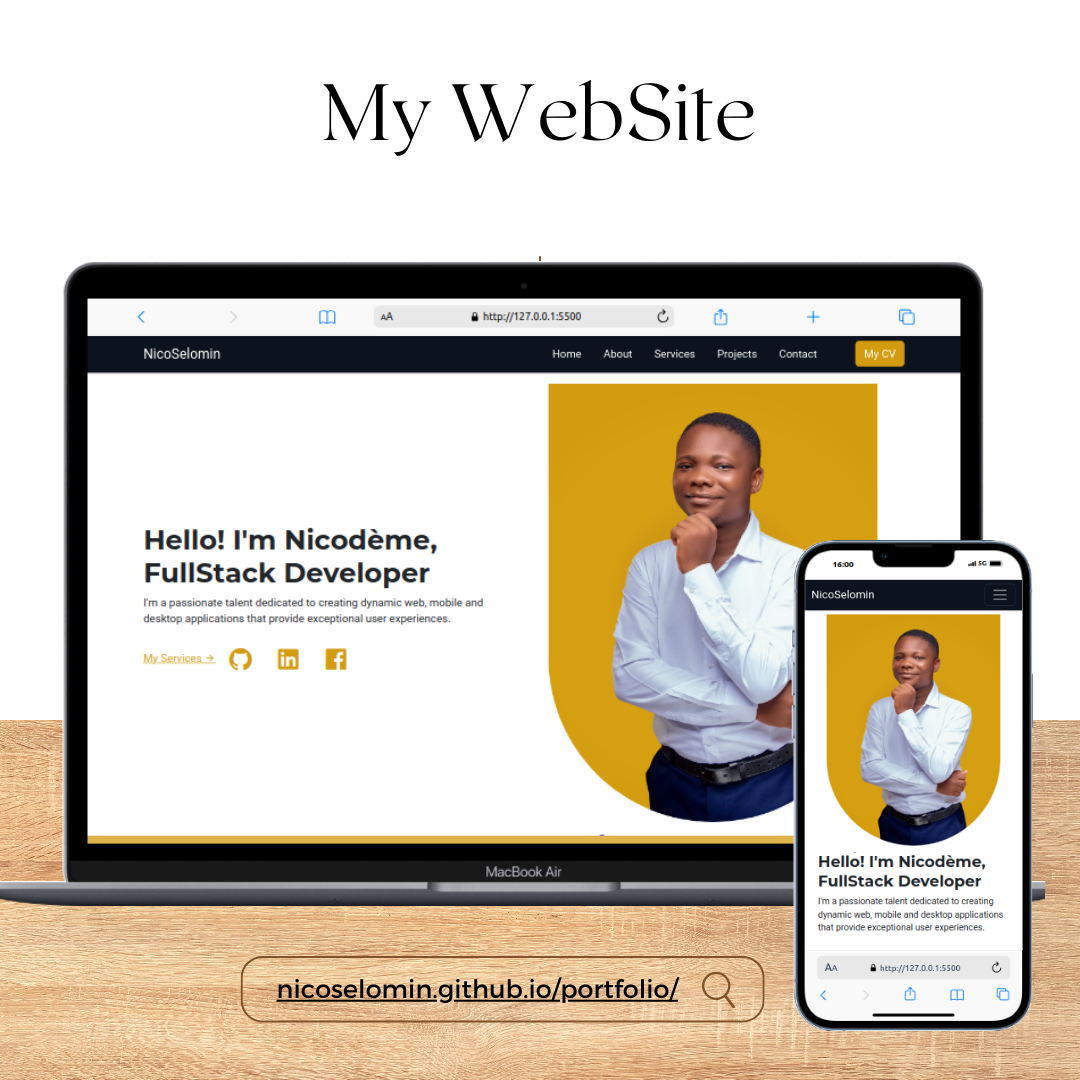 My WebSite
AA http://127.0.0.1:5500
NicoSelomin Home About Services Projects Contact My CV
Hello! I'm Nicodème,
FullStack Developer
I'm a passionate talent dedicated to creating dynamic web, mobile and
desktop applications that provide exceptional user experiences.
My Services →
MacBook Air
16:00 5G
NicoSelomin
Hello! I'm Nicodème,
FullStack Developer
I'm a passionate talent dedicated to creating
dynamic web, mobile and desktop applications
that provide exceptional user experiences.
AA http://127.0.0.1:5500
nicoselomin.github.io/portfolio/